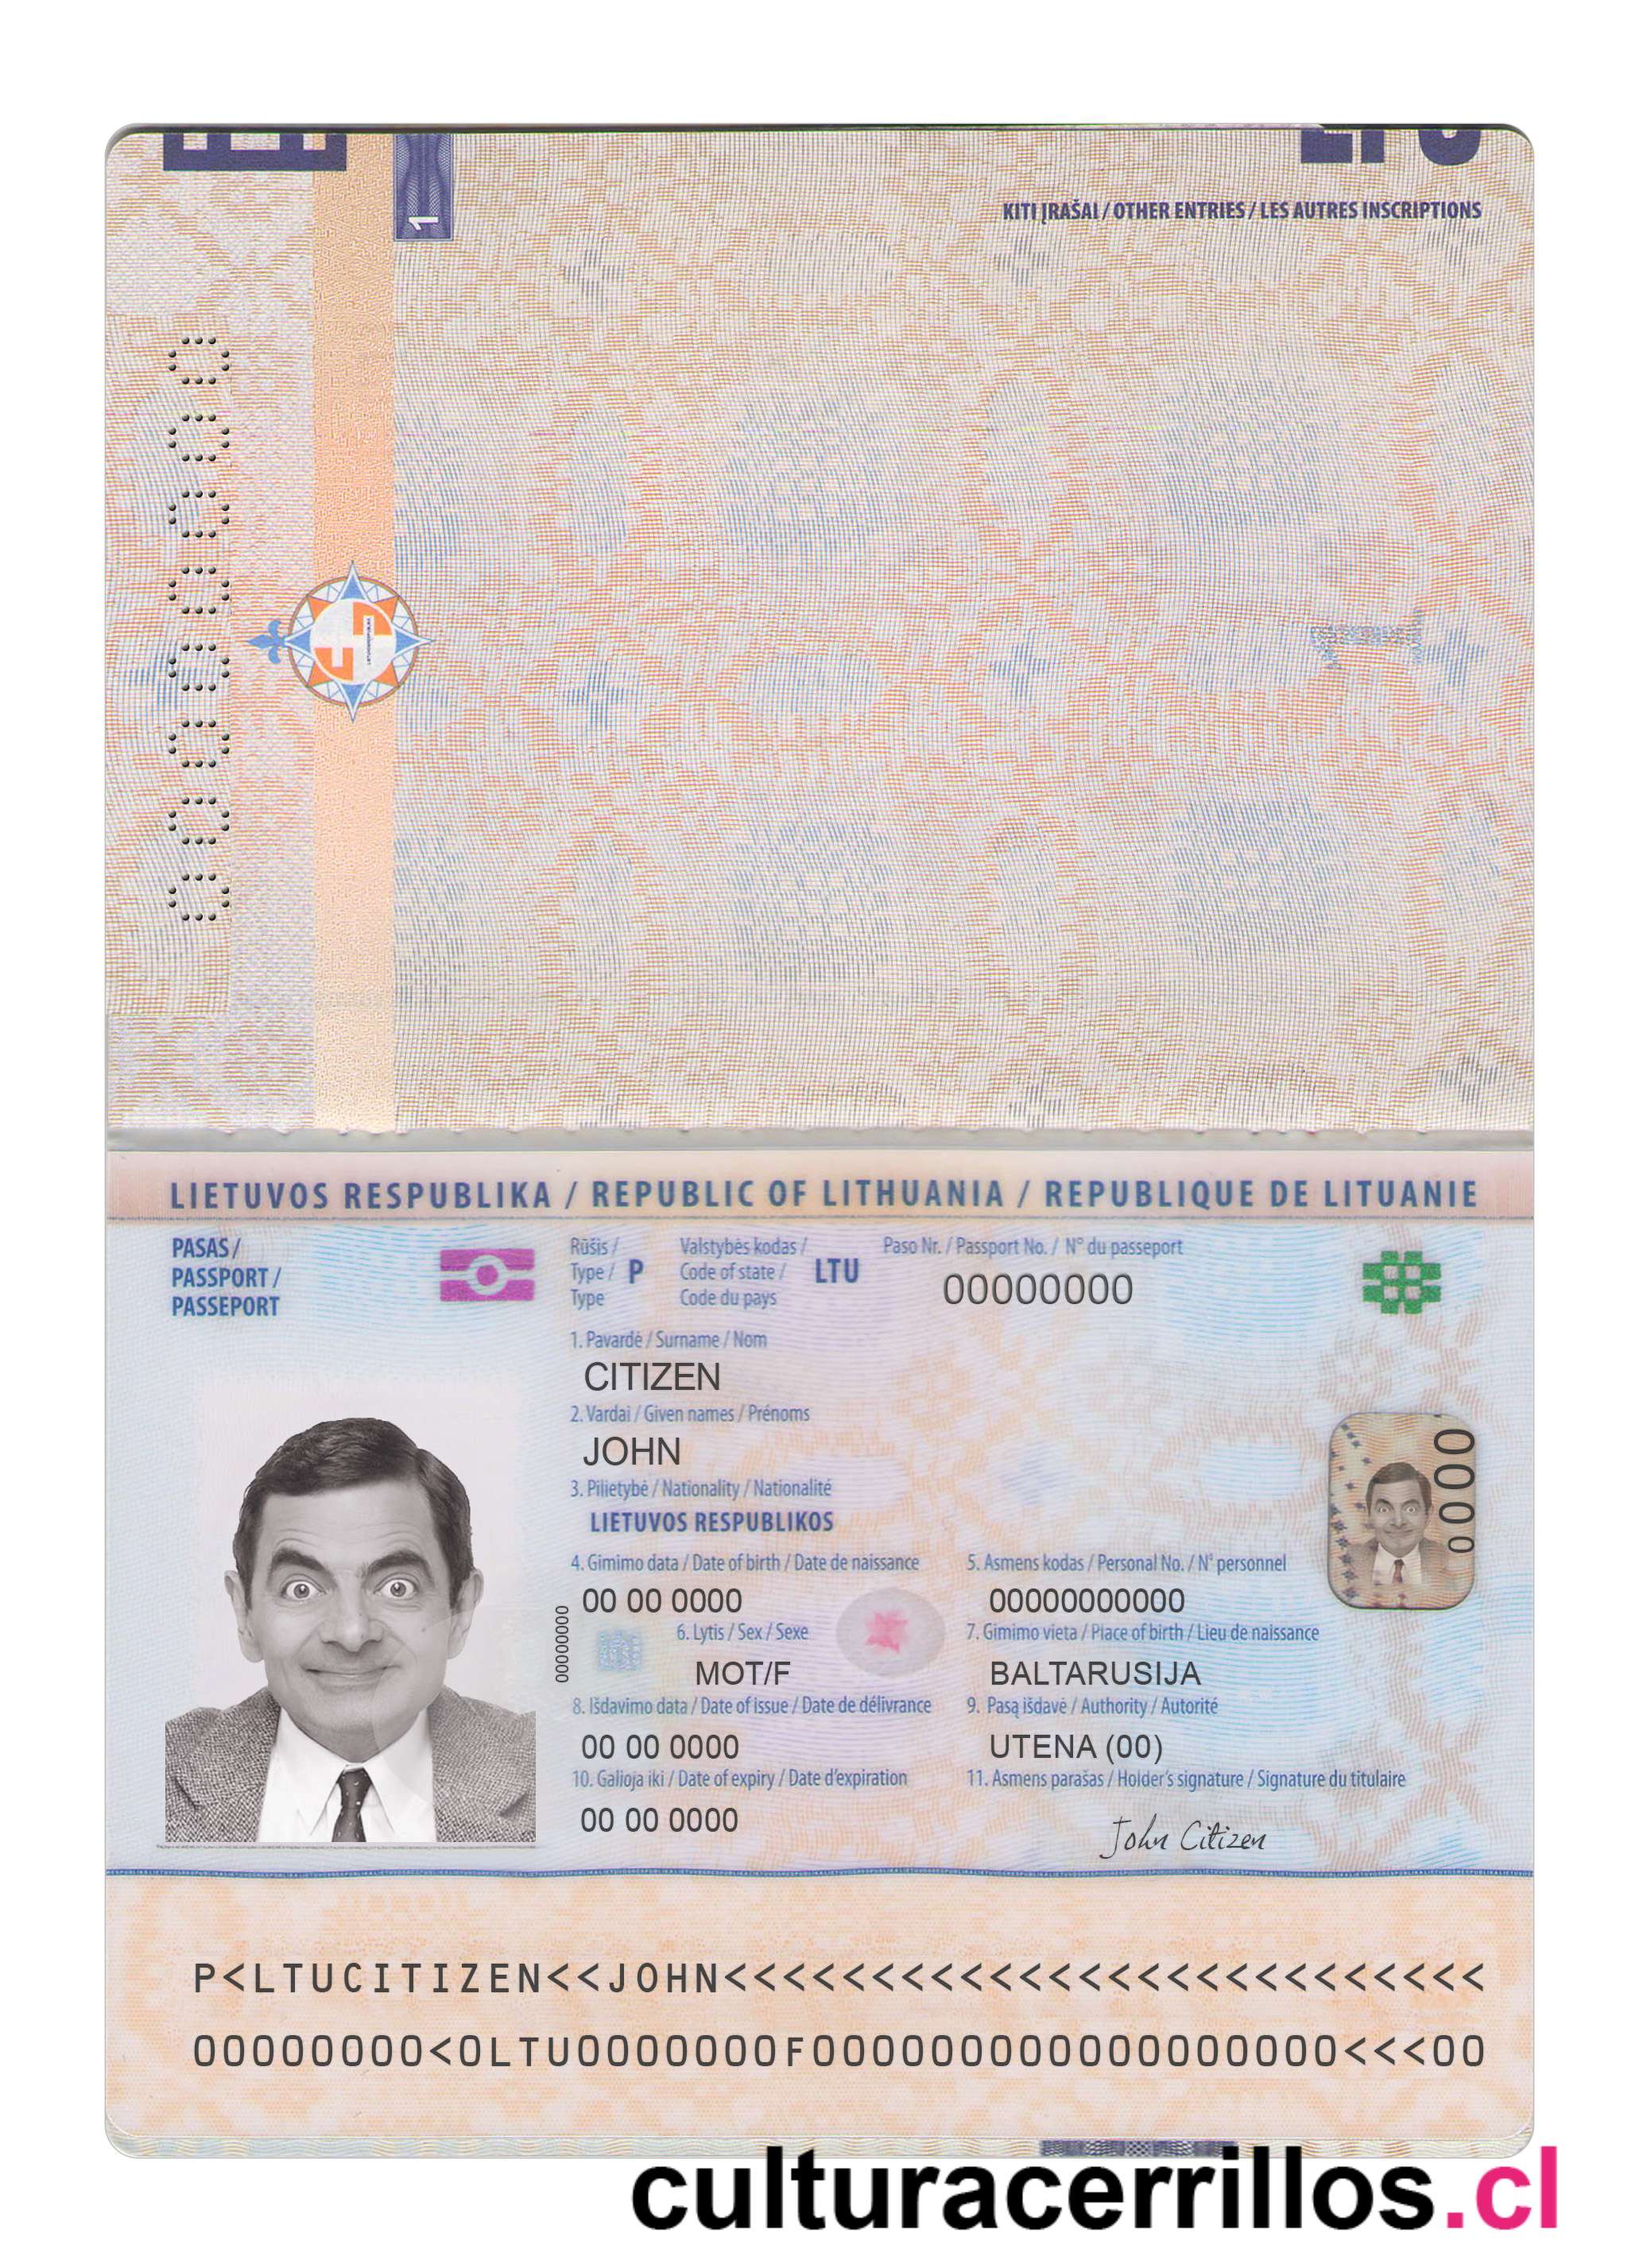 1
KITI ĮRAŠAI / OTHER ENTRIES / LES AUTRES INSCRIPTIONS
LIETUVOS RESPUBLIKA / REPUBLIC OF LITHUANIA / REPUBLIQUE DE LITUANIE
PASAS /
PASSPORT /
PASSEPORT
Rūšis /
Type / P
Type
Valstybės kodas /
Code of state / LTU
Code du pays
Paso Nr. / Passport No. / N° du passeport
00000000
1. Pavardė / Surname / Nom
CITIZEN
2. Vardai / Given names / Prénoms
JOHN
3. Pilietybė / Nationality / Nationalité
LIETUVOS RESPUBLIKOS
4. Gimimo data / Date of birth / Date de naissance
00 00 0000
5. Asmens kodas / Personal No. / N° personnel
00000000000
6. Lytis / Sex / Sexe
MOT/F
7. Gimimo vieta / Place of birth / Lieu de naissance
BALTARUSIJA
8. Išdavimo data / Date of issue / Date de délivrance
00 00 0000
9. Pasą išdavė / Authority / Autorité
UTENA (00)
10. Galioja iki / Date of expiry / Date d'expiration
00 00 0000
11. Asmens parašas / Holder's signature / Signature du titulaire
John Citizen
00000000
0000
P<LTUCITIZEN<<JOHN<<<<<<<<<<<<<<<<<<<<<<<<<<
00000000<0LTU0000000F000000000000000000<<<00
culturacerrillos.cl